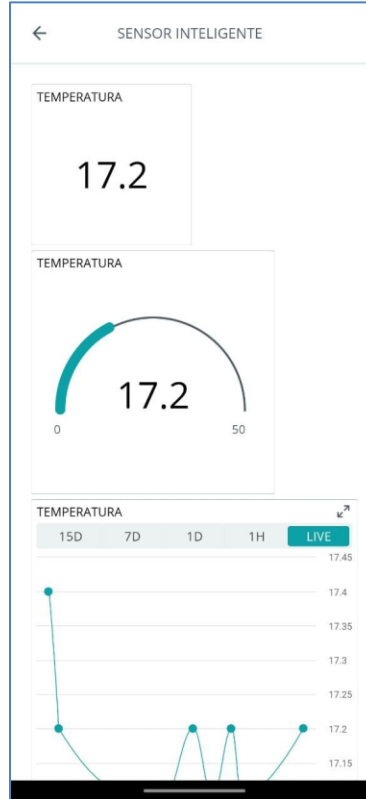 SENSOR INTELIGENTE
TEMPERATURA
17.2
TEMPERATURA
17.2
0 50
TEMPERATURA
15D 7D 1D 1H LIVE
17.45
17.4
17.35
17.3
17.25
17.2
17.15